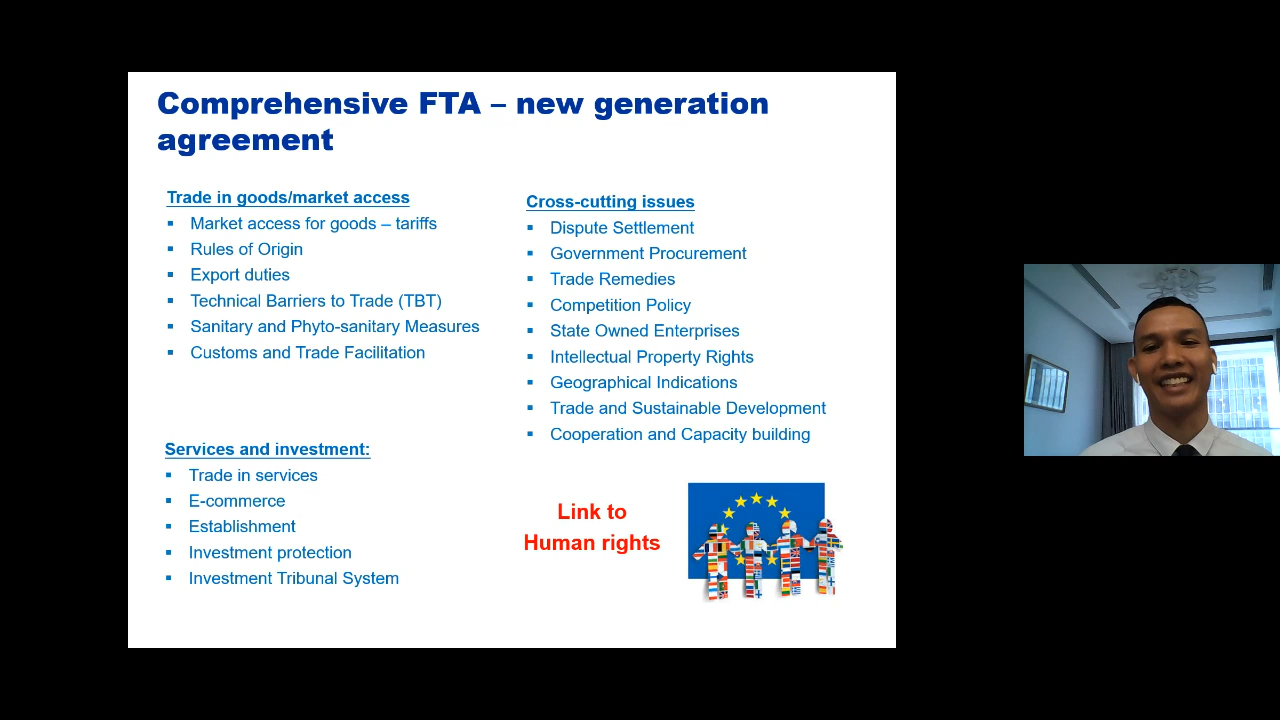 Comprehensive FTA – new generation
agreement
Trade in goods/market access
Market access for goods – tariffs
Rules of Origin
Export duties
Technical Barriers to Trade (TBT)
Sanitary and Phyto-sanitary Measures
Customs and Trade Facilitation
Services and investment:
Trade in services
E-commerce
Establishment
Investment protection
Investment Tribunal System
Cross-cutting issues
Dispute Settlement
Government Procurement
Trade Remedies
Competition Policy
State Owned Enterprises
Intellectual Property Rights
Geographical Indications
Trade and Sustainable Development
Cooperation and Capacity building
Link to
Human rights